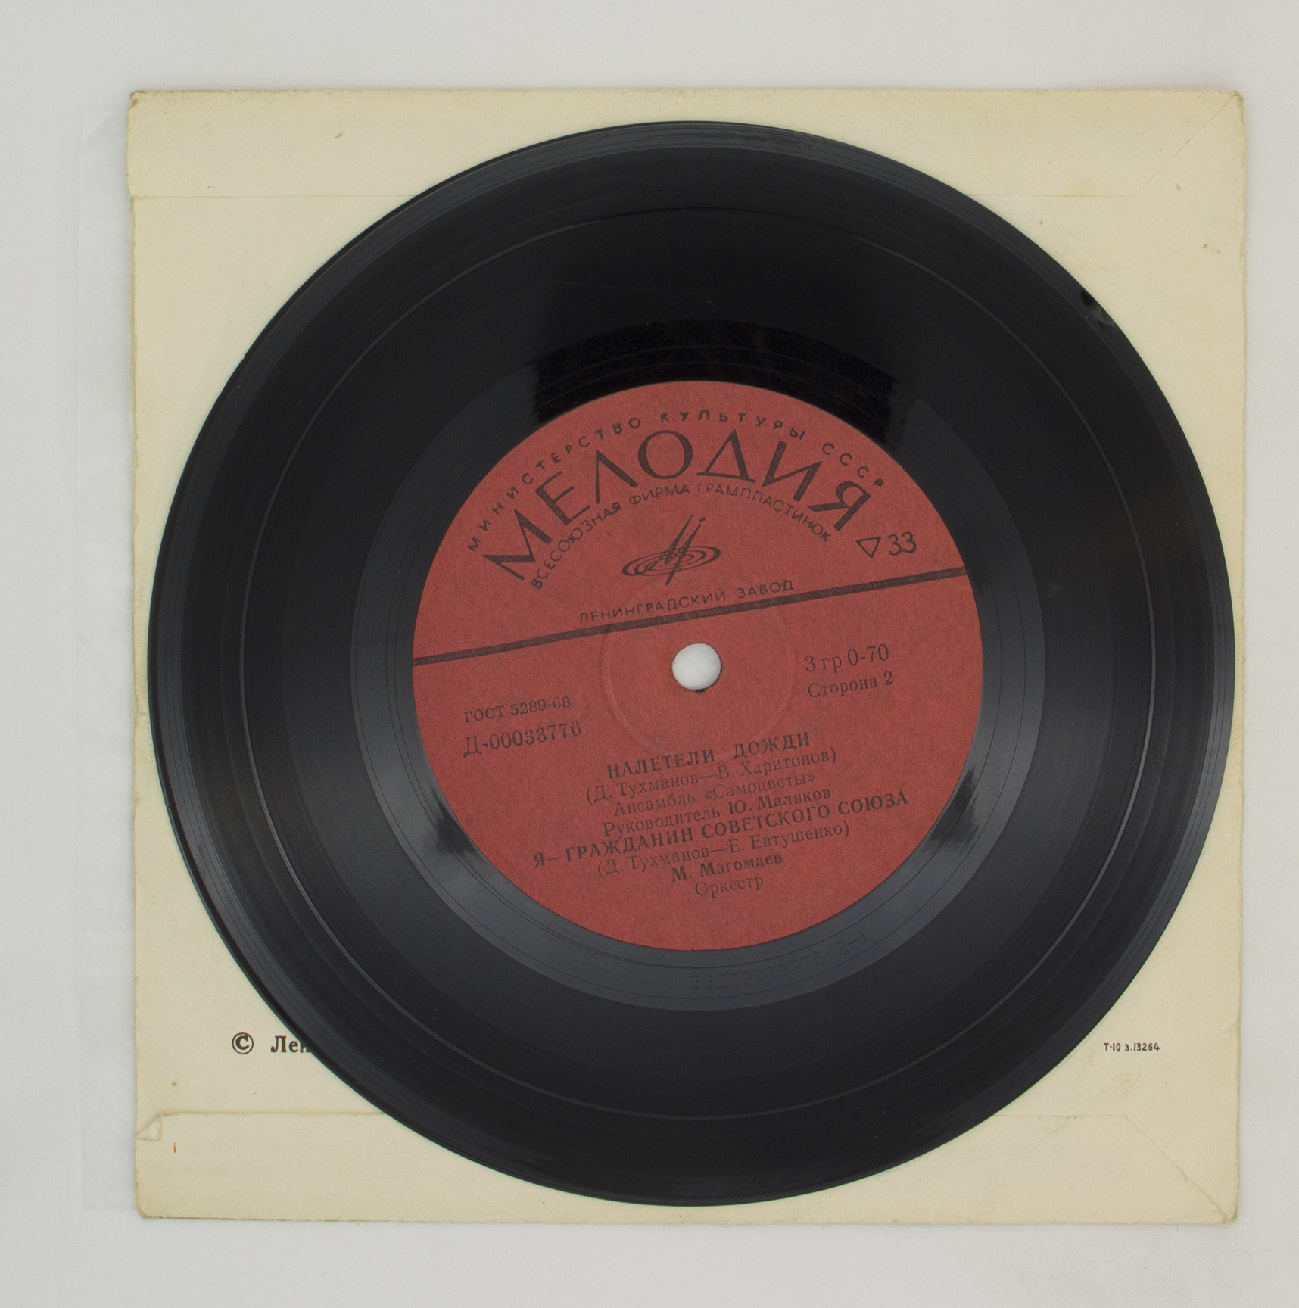 МИНИСТЕРСТВО КУЛЬТУРЫ СССР
МЕЛОДИЯ
ВСЕСОЮЗНАЯ ФИРМА ГРАМПЛАСТИНОК
▽33
ЛЕНИНГРАДСКИЙ ЗАВОД
ГОСТ 5289-68
Д-00033776
3 гр 0-70
Сторона 2
НАЛЕТЕЛИ ДОЖДИ
(Д. Тухманов—В. Харитонов)
Ансамбль «Самоцветы»
Руководитель Ю. Маликов
Я— ГРАЖДАНИН СОВЕТСКОГО СОЮЗА
(Д. Тухманов—Е. Евтушенко)
М. Магомаев
Оркестр
© Лен
Т-10 з.13264